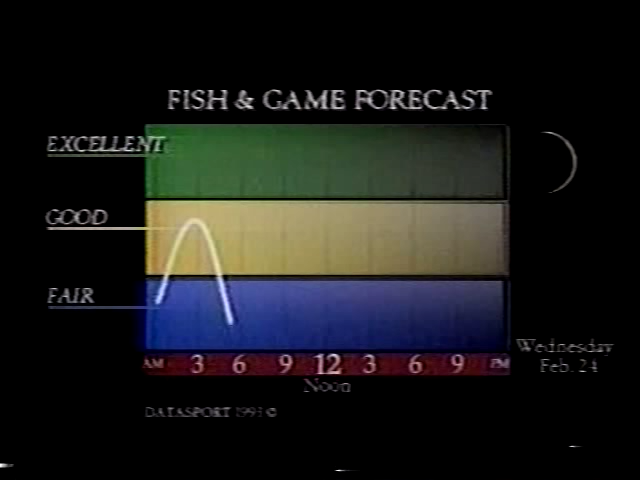 FISH & GAME FORECAST
EXCELLENT
GOOD
FAIR
AM 3 6 9 12 3 6 9 PM
Noon
Wednesday
Feb. 24
DATASPORT 1993 ©